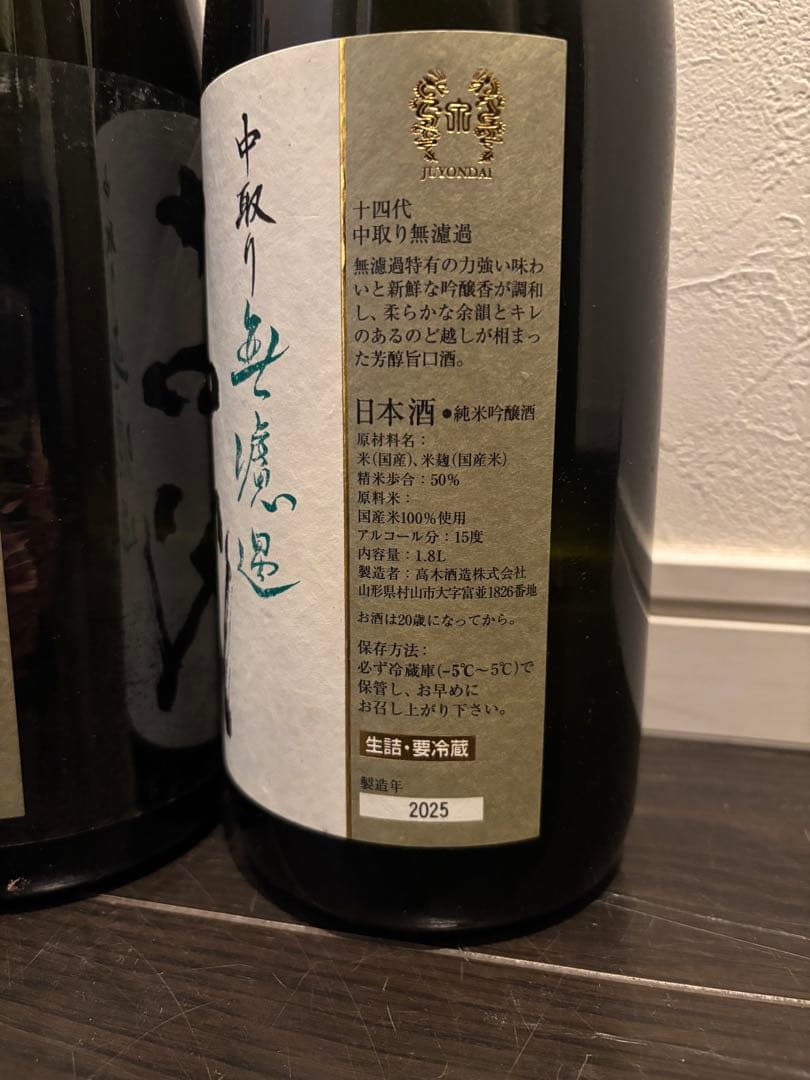 中取り無濾過
JUYONDAI
十四代
中取り無濾過
無濾過特有の力強い味わ
いと新鮮な吟醸香が調和
し、柔らかな余韻とキレ
のあるのど越しが相まっ
た芳醇旨口酒。
日本酒●純米吟醸酒
原材料名：
米(国産)、米麹(国産米)
精米歩合：50%
原料米：
国産米100%使用
アルコール分：15度
内容量：1.8L
製造者：高木酒造株式会社
山形県村山市大字富並1826番地
お酒は20歳になってから。
保存方法：
必ず冷蔵庫(-5℃〜5℃)で
保管し、お早めに
お召し上がり下さい。
生詰・要冷蔵
製造年
2025